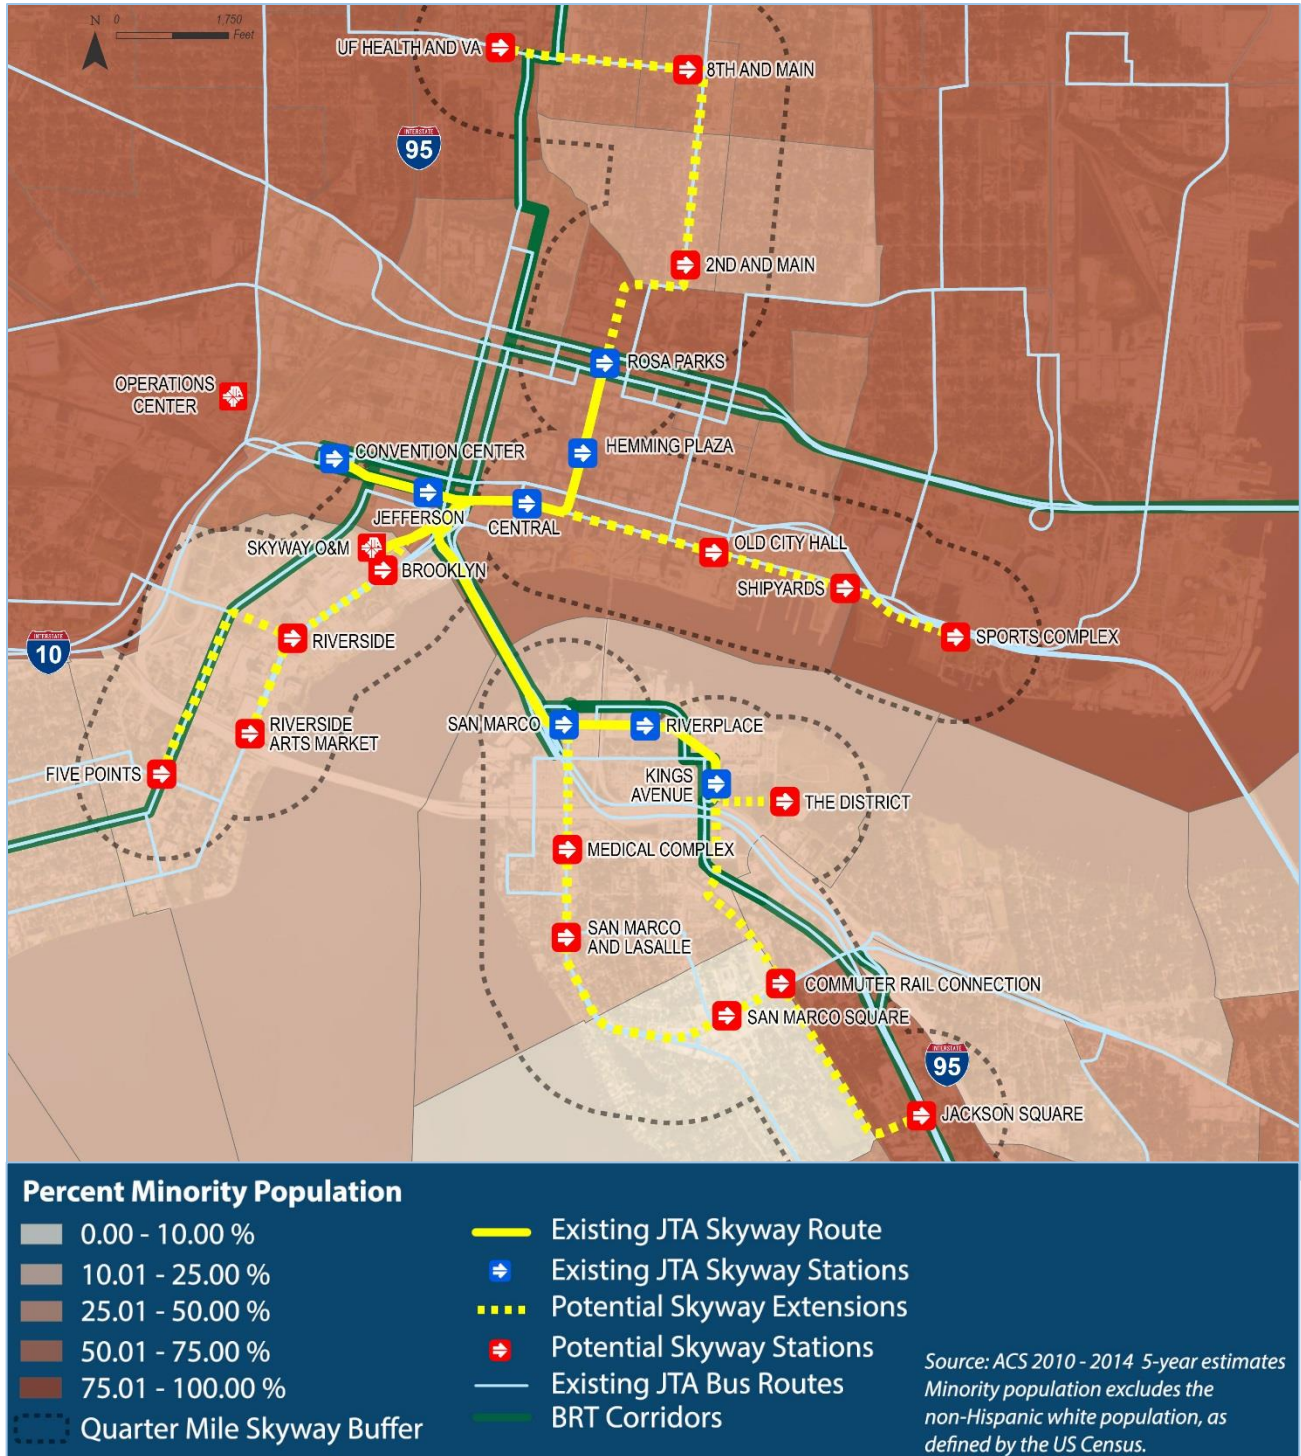 N 0 1,750
Feet
UF HEALTH AND VA
8TH AND MAIN
INTERSTATE
95
2ND AND MAIN
ROSA PARKS
OPERATIONS
CENTER
HEMMING PLAZA
CONVENTION CENTER
JEFFERSON
CENTRAL
SKYWAY O&M
OLD CITY HALL
BROOKLYN
SHIPYARDS
RIVERSIDE
SPORTS COMPLEX
INTERSTATE
10
RIVERSIDE
ARTS MARKET
SAN MARCO
RIVERPLACE
FIVE POINTS
KINGS
AVENUE
THE DISTRICT
MEDICAL COMPLEX
SAN MARCO
AND LASALLE
COMMUTER RAIL CONNECTION
SAN MARCO SQUARE
INTERSTATE
95
JACKSON SQUARE
Percent Minority Population
0.00 - 10.00 %
10.01 - 25.00 %
25.01 - 50.00 %
50.01 - 75.00 %
75.01 - 100.00 %
Quarter Mile Skyway Buffer
Existing JTA Skyway Route
Existing JTA Skyway Stations
Potential Skyway Extensions
Potential Skyway Stations
Existing JTA Bus Routes
BRT Corridors
Source: ACS 2010 - 2014 5-year estimates
Minority population excludes the
non-Hispanic white population, as
defined by the US Census.